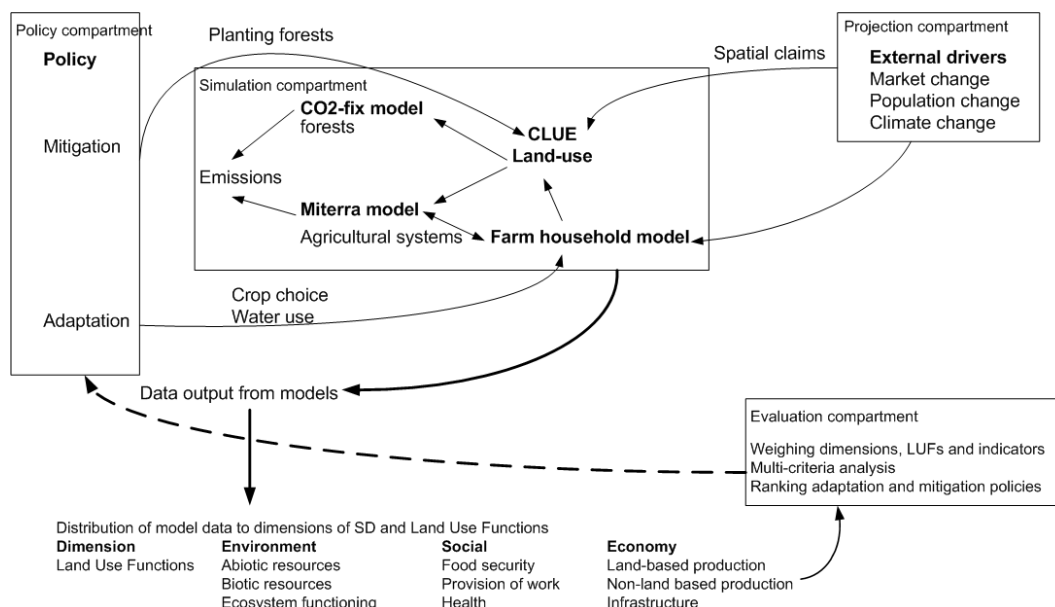 Policy compartment
Policy
Mitigation
Adaptation
Planting forests
Simulation compartment
CO2-fix model
forests
Emissions
Miterra model
Agricultural systems
CLUE
Land-use
Farm household model
Spatial claims
Projection compartment
External drivers
Market change
Population change
Climate change
Crop choice
Water use
Data output from models
Evaluation compartment
Weighing dimensions, LUFs and indicators
Multi-criteria analysis
Ranking adaptation and mitigation policies
Distribution of model data to dimensions of SD and Land Use Functions
Dimension Environment Social Economy
Land Use Functions Abiotic resources Food security Land-based production
Biotic resources Provision of work Non-land based production
Ecosystem functioning Health Infrastructure